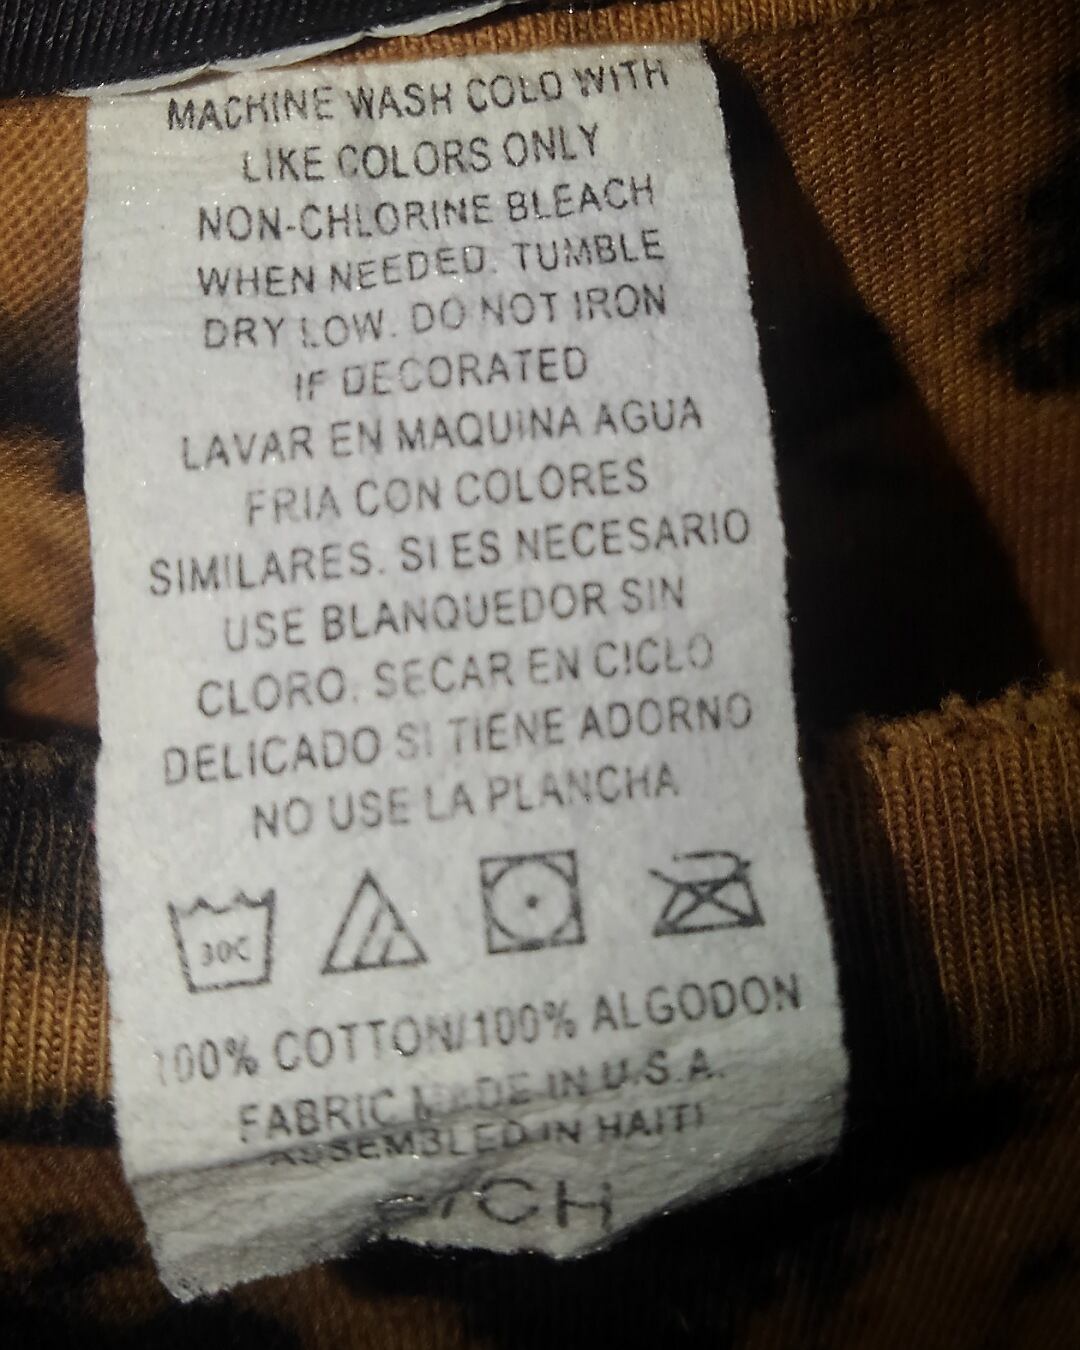 MACHINE WASH COLD WITH
LIKE COLORS ONLY
NON-CHLORINE BLEACH
WHEN NEEDED. TUMBLE
DRY LOW. DO NOT IRON
IF DECORATED
LAVAR EN MAQUINA AGUA
FRIA CON COLORES
SIMILARES. SI ES NECESARIO
USE BLANQUEDOR SIN
CLORO. SECAR EN CICLO
DELICADO SI TIENE ADORNO
NO USE LA PLANCHA
30C
100% COTTON/100% ALGODON
FABRIC MADE IN U.S.A.
ASSEMBLED IN HAITI
/CH